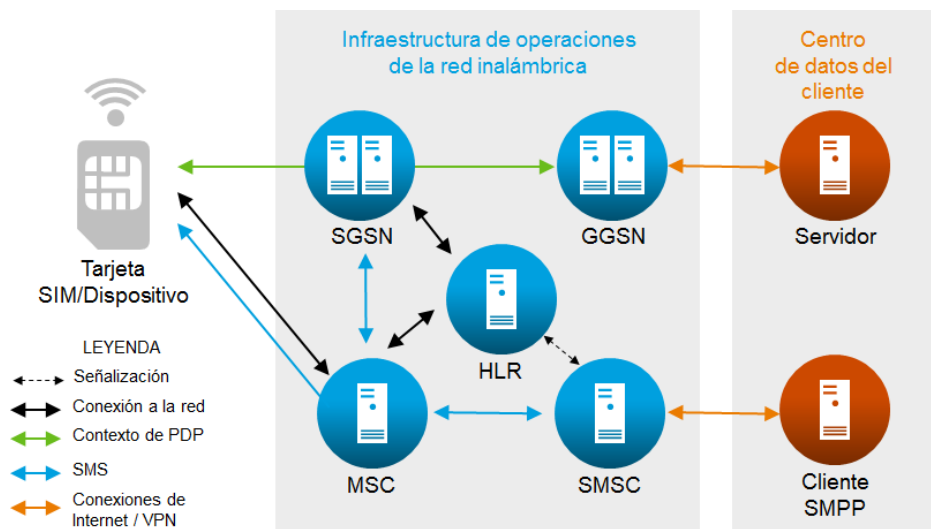 Infraestructura de operaciones
de la red inalámbrica
Centro
de datos del
cliente
SGSN
GGSN
Servidor
Tarjeta
SIM/Dispositivo
HLR
MSC
SMSC
Cliente
SMPP
LEYENDA
Señalización
Conexión a la red
Contexto de PDP
SMS
Conexiones de
Internet / VPN